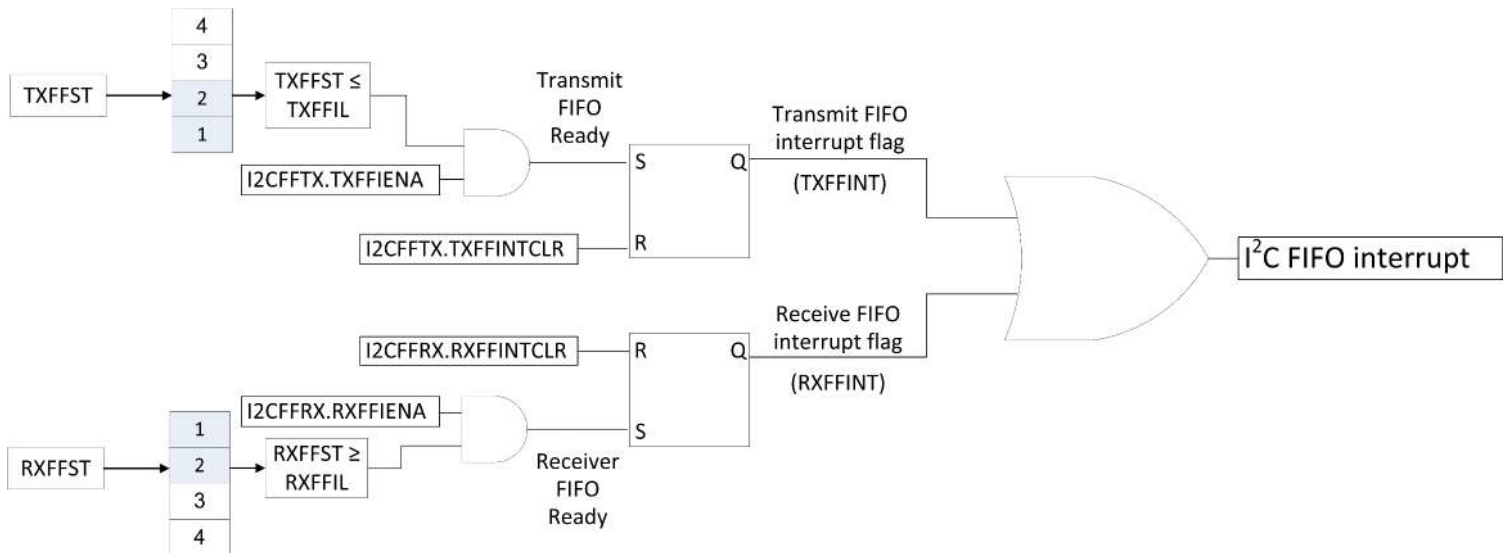 4
3
2
1
TXFFST
TXFFST ≤
TXFFIL
I2CFFTX.TXFFIENA
Transmit
FIFO
Ready
S
Q
R
I2CFFTX.TXFFINTCLR
Transmit FIFO
interrupt flag
(TXFFINT)
I²C FIFO interrupt
I2CFFRX.RXFFINTCLR
R
Q
S
Receive FIFO
interrupt flag
(RXFFINT)
I2CFFRX.RXFFIENA
RXFFST
1
2
3
4
RXFFST ≥
RXFFIL
Receiver
FIFO
Ready